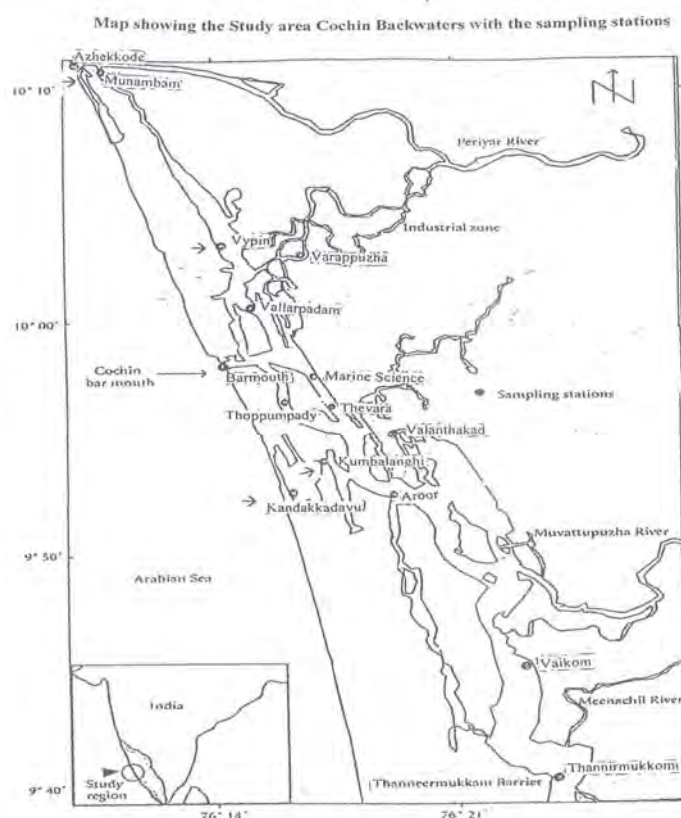 Map showing the Study area Cochin Backwaters with the sampling stations
Azhekkode
Munambam
10° 10'
Periyar River
Industrial zone
Vypin
Varappuzha
Vallarpadam
10° 00'
Cochin
bar mouth
Barmouth
Marine Science
Sampling stations
Thoppumpady
Thevara
Valanthakad
Kumbalanghi
Kandakkadavu
Aroor
Muvattupuzha River
9° 50'
Arabian Sea
Vaikom
India
Meenachil River
Study
region
Thanneermukkam Barrier
Thannirmukkom
9° 40'
76° 14'
76° 21'